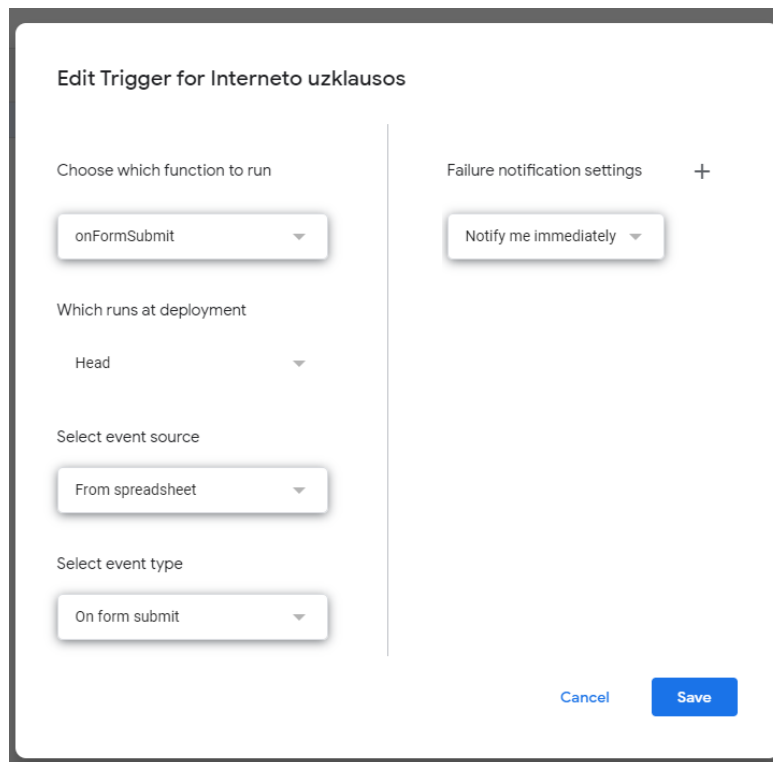 Edit Trigger for Interneto uzklausos
Choose which function to run
onFormSubmit
Which runs at deployment
Head
Select event source
From spreadsheet
Select event type
On form submit
Failure notification settings +
Notify me immediately
Cancel
Save